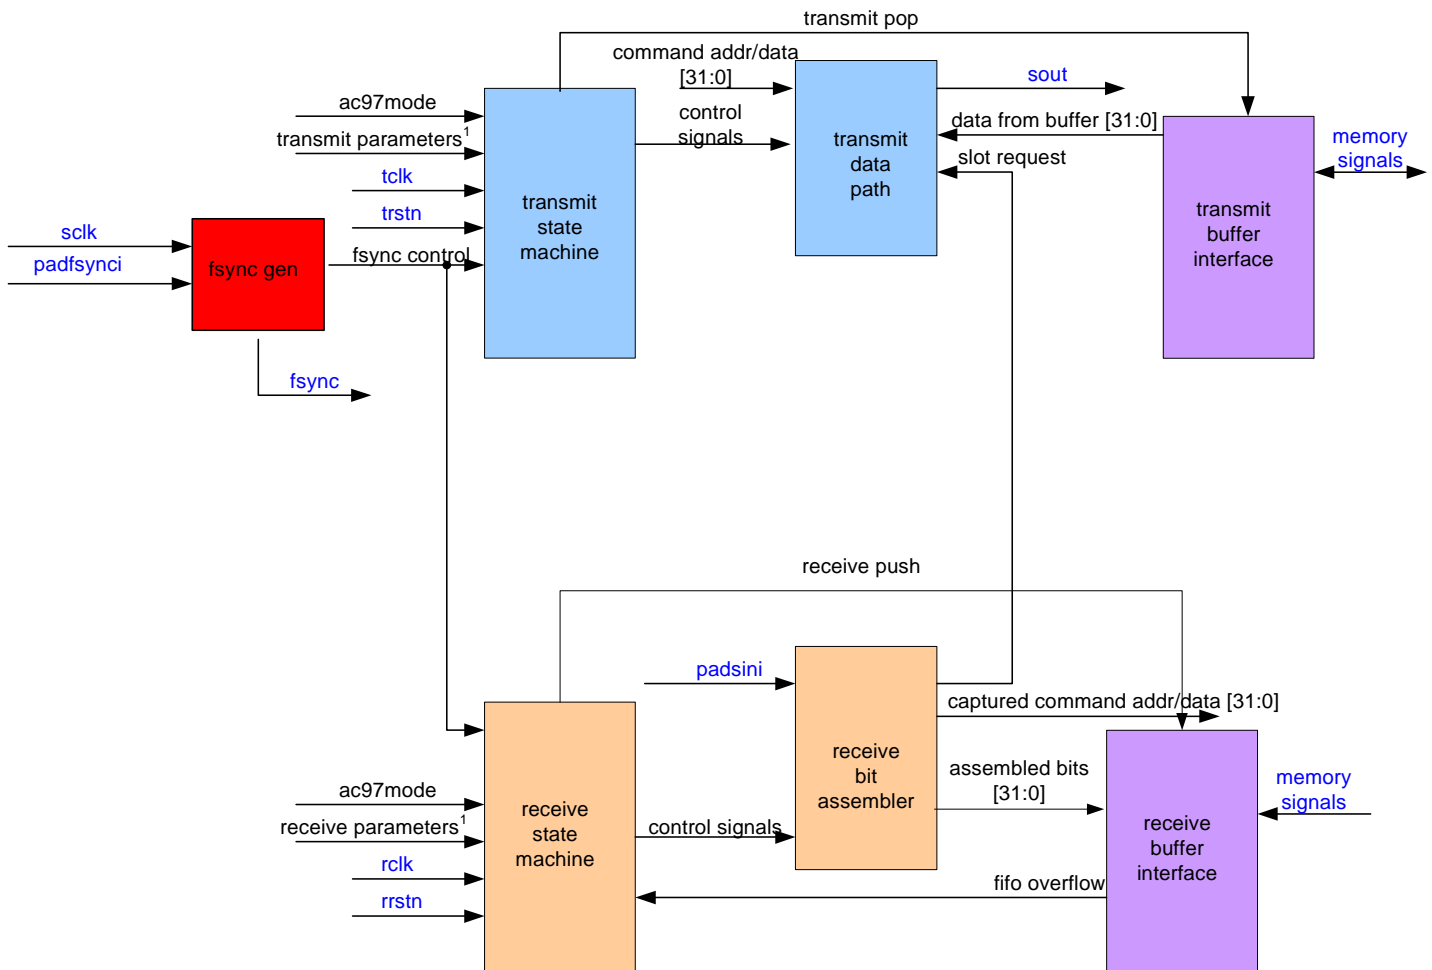 transmit pop
command addr/data
[31:0]
sout
ac97mode
control
signals
data from buffer [31:0]
transmit parameters1
transmit
data
path
memory
signals
slot request
tclk
transmit
state
machine
trstn
transmit
buffer
interface
sclk
fsync control
padfsynci
fsync gen
fsync
receive push
padsini
captured command addr/data [31:0]
receive
bit
assembler
assembled bits
[31:0]
memory
signals
ac97mode
receive parameters1
receive
state
machine
control signals
receive
buffer
interface
rclk
fifo overflow
rrstn